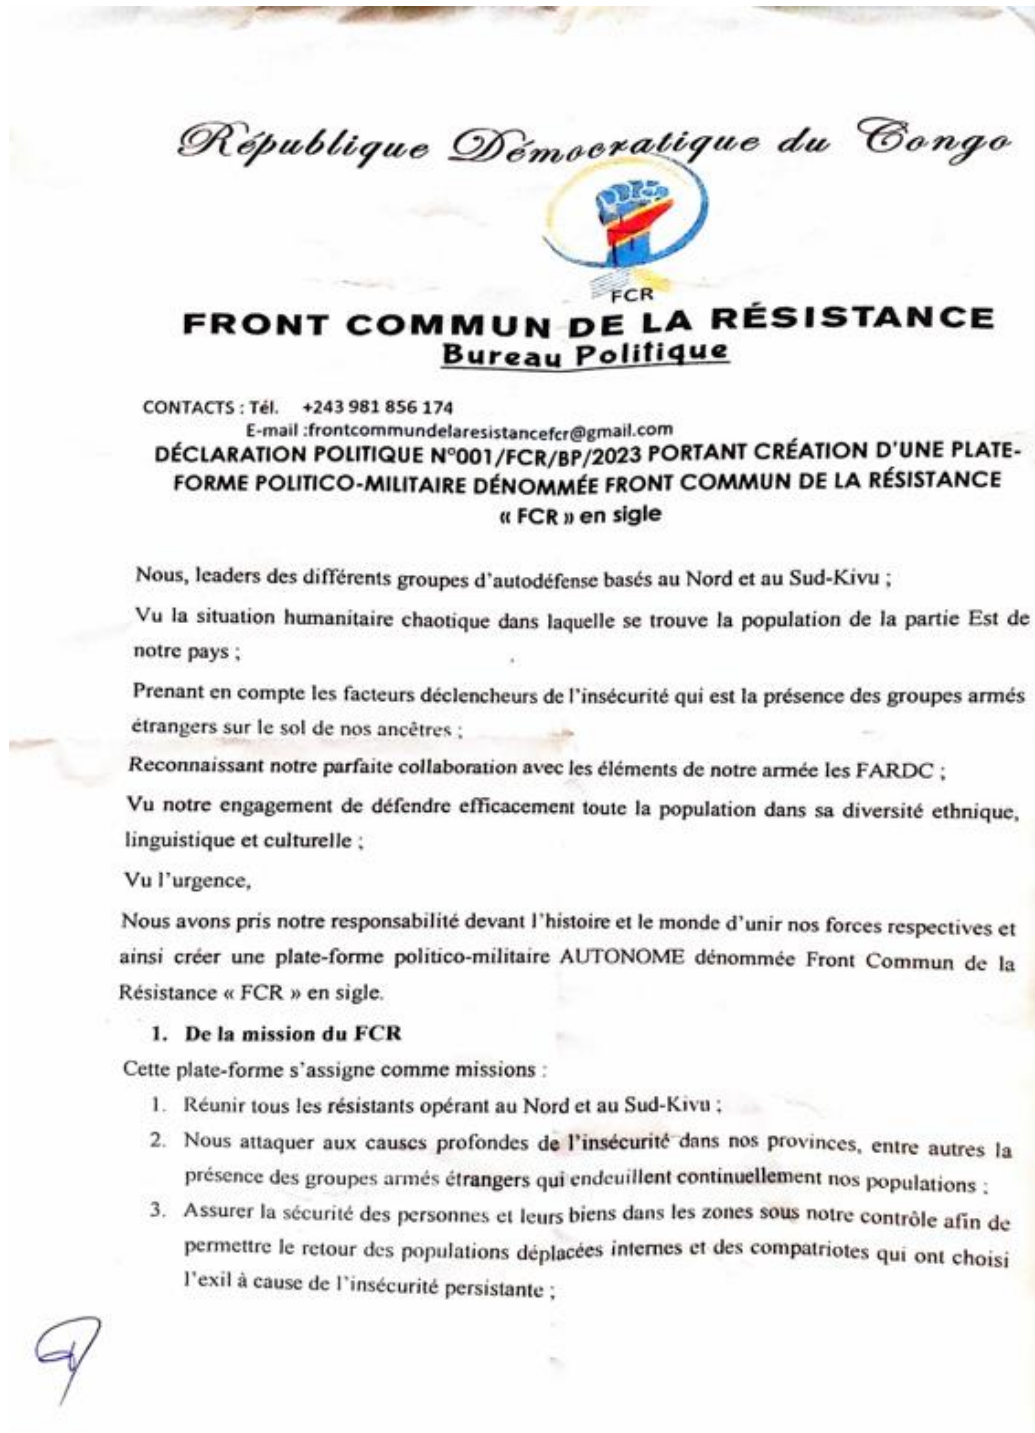 République Démocratique du Congo
FCR
FRONT COMMUN DE LA RÉSISTANCE
Bureau Politique
CONTACTS : Tél. +243 981 856 174
E-mail :frontcommundelaresistancefcr@gmail.com
DÉCLARATION POLITIQUE N°001/FCR/BP/2023 PORTANT CRÉATION D'UNE PLATE-
FORME POLITICO-MILITAIRE DÉNOMMÉE FRONT COMMUN DE LA RÉSISTANCE
« FCR » en sigle
Nous, leaders des différents groupes d'autodéfense basés au Nord et au Sud-Kivu ;
Vu la situation humanitaire chaotique dans laquelle se trouve la population de la partie Est de
notre pays ;
Prenant en compte les facteurs déclencheurs de l'insécurité qui est la présence des groupes armés
étrangers sur le sol de nos ancêtres ;
Reconnaissant notre parfaite collaboration avec les éléments de notre armée les FARDC ;
Vu notre engagement de défendre efficacement toute la population dans sa diversité ethnique,
linguistique et culturelle ;
Vu l'urgence,
Nous avons pris notre responsabilité devant l'histoire et le monde d'unir nos forces respectives et
ainsi créer une plate-forme politico-militaire AUTONOME dénommée Front Commun de la
Résistance « FCR » en sigle.
1. De la mission du FCR
Cette plate-forme s'assigne comme missions :
1. Réunir tous les résistants opérant au Nord et au Sud-Kivu ;
2. Nous attaquer aux causes profondes de l'insécurité dans nos provinces, entre autres la
présence des groupes armés étrangers qui endeuillent continuellement nos populations ;
3. Assurer la sécurité des personnes et leurs biens dans les zones sous notre contrôle afin de
permettre le retour des populations déplacées internes et des compatriotes qui ont choisi
l'exil à cause de l'insécurité persistante ;